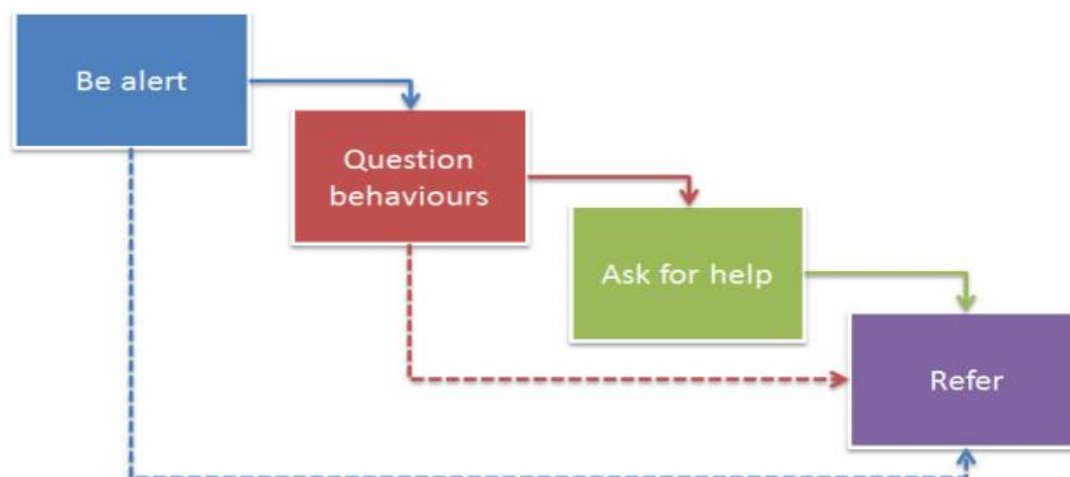 Be alert
Question
behaviours
Ask for help
Refer